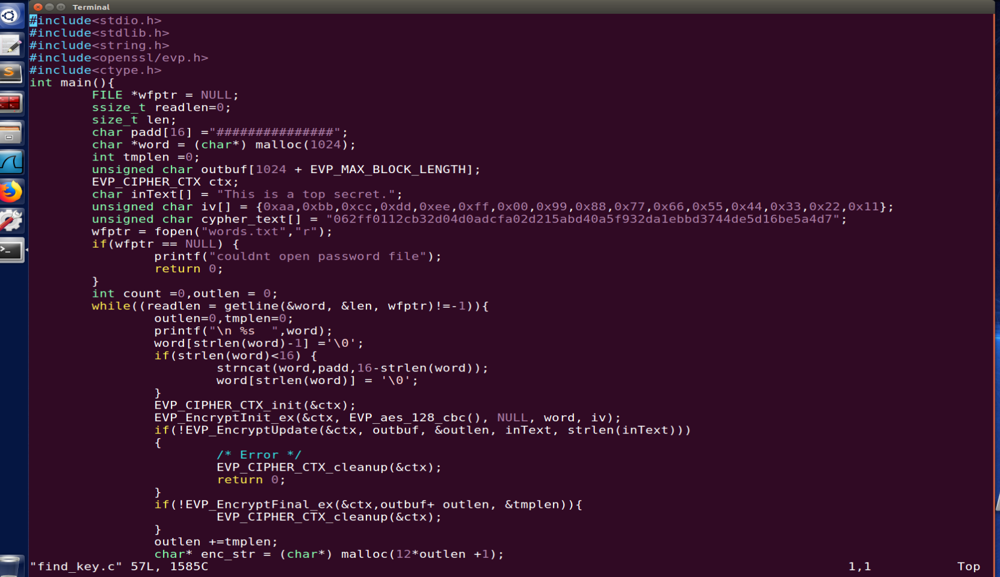 Terminal
#include<stdio.h>
#include<stdlib.h>
#include<string.h>
#include<openssl/evp.h>
#include<ctype.h>
int main(){
        FILE *wfptr = NULL;
        ssize_t readlen=0;
        size_t len;
        char padd[16] ="###############";
        char *word = (char*) malloc(1024);
        int tmplen =0;
        unsigned char outbuf[1024 + EVP_MAX_BLOCK_LENGTH];
        EVP_CIPHER_CTX ctx;
        char inText[] = "This is a top secret.";
        unsigned char iv[] = {0xaa,0xbb,0xcc,0xdd,0xee,0xff,0x00,0x99,0x88,0x77,0x66,0x55,0x44,0x33,0x22,0x11};
        unsigned char cypher_text[] = "062ff0112cb32d04d0adcfa02d215abd40a5f932da1ebbd3744de5d16be5a4d7";
        wfptr = fopen("words.txt","r");
        if(wfptr == NULL) {
                printf("couldnt open password file");
                return 0;
        }
        int count =0,outlen = 0;
        while((readlen = getline(&word, &len, wfptr)!=-1)){
                outlen=0,tmplen=0;
                printf("\n %s  ",word);
                word[strlen(word)-1] ='\0';
                if(strlen(word)<16) {
                        strncat(word,padd,16-strlen(word));
                        word[strlen(word)] = '\0';
                }
                EVP_CIPHER_CTX_init(&ctx);
                EVP_EncryptInit_ex(&ctx, EVP_aes_128_cbc(), NULL, word, iv);
                if(!EVP_EncryptUpdate(&ctx, outbuf, &outlen, inText, strlen(inText)))
                {
                        /* Error */
                        EVP_CIPHER_CTX_cleanup(&ctx);
                        return 0;
                }
                if(!EVP_EncryptFinal_ex(&ctx,outbuf+ outlen, &tmplen)){
                        EVP_CIPHER_CTX_cleanup(&ctx);
                }
                outlen +=tmplen;
                char* enc_str = (char*) malloc(12*outlen +1);
"find_key.c" 57L, 1585C 1,1 Top